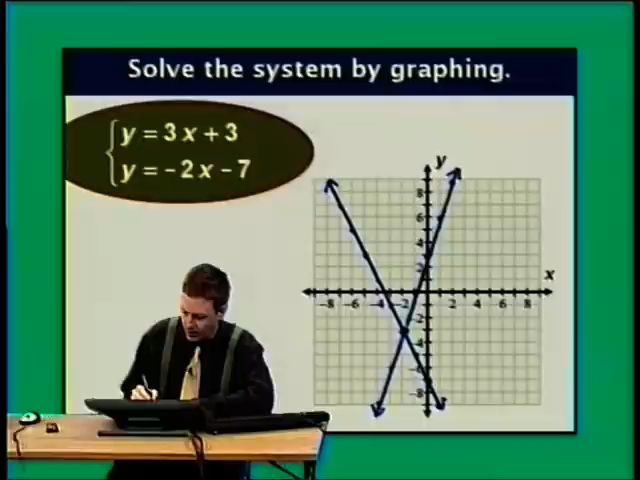 Solve the system by graphing.
y = 3x + 3
y = -2x - 7
y
8
6
4
2
x
-8 -6 -4 -2 2 4 6 8
-2
-4
-8